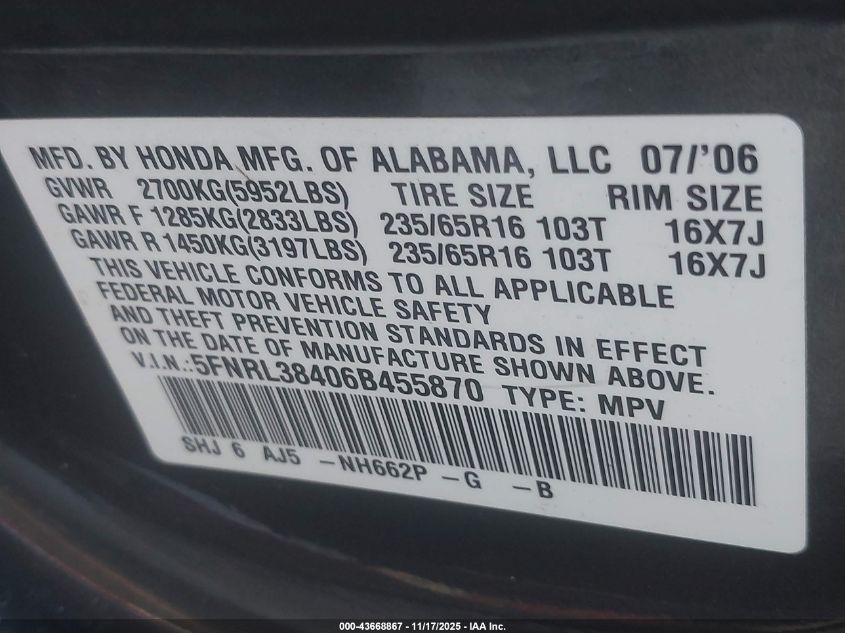 MFD. BY HONDA MFG. OF ALABAMA, LLC 07/'06
GVWR 2700KG(5952LBS) TIRE SIZE RIM SIZE
GAWR F 1285KG(2833LBS) 235/65R16 103T 16X7J
GAWR R 1450KG(3197LBS) 235/65R16 103T 16X7J
THIS VEHICLE CONFORMS TO ALL APPLICABLE
FEDERAL MOTOR VEHICLE SAFETY
AND THEFT PREVENTION STANDARDS IN EFFECT
ON THE DATE OF MANUFACTURE SHOWN ABOVE.
V.I.N.:5FNRL38406B455870 TYPE: MPV
SHJ 6 AJ5 -NH662P -G -B
000-43668867 - 11/17/2025 - IAA Inc.